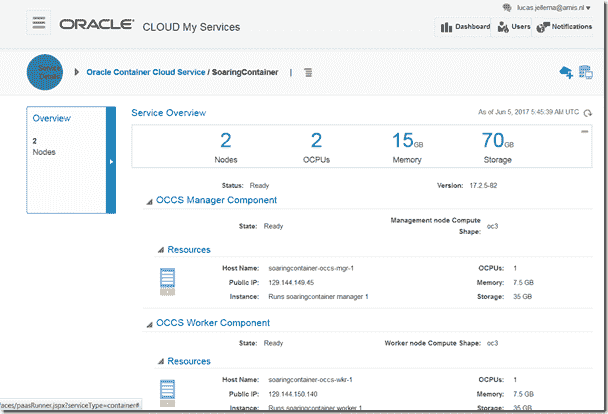 lucas.jellema@amis.nl
ORACLE CLOUD My Services
Dashboard Users Notifications
Oracle Container Cloud Service / SoaringContainer
Overview
2
Nodes
Service Overview
As of Jun 5, 2017 5:45:39 AM UTC
2 2 15GB 70GB
Nodes OCPUs Memory Storage
Status: Ready Version: 17.2.5-82
OCCS Manager Component
State: Ready Management node Compute
Shape: oc3
Resources
Host Name: soaringcontainer-occs-mgr-1 OCPUs: 1
Public IP: 129.144.149.45 Memory: 7.5 GB
Instance: Runs soaringcontainer manager 1 Storage: 35 GB
OCCS Worker Component
State: Ready Worker node Compute Shape: oc3
Resources
Host Name: soaringcontainer-occs-wkr-1 OCPUs: 1
Public IP: 129.144.150.140 Memory: 7.5 GB
Instance: Runs soaringcontainer worker 1 Storage: 35 GB
/aces/paasRunner.jspx?serviceType=container#